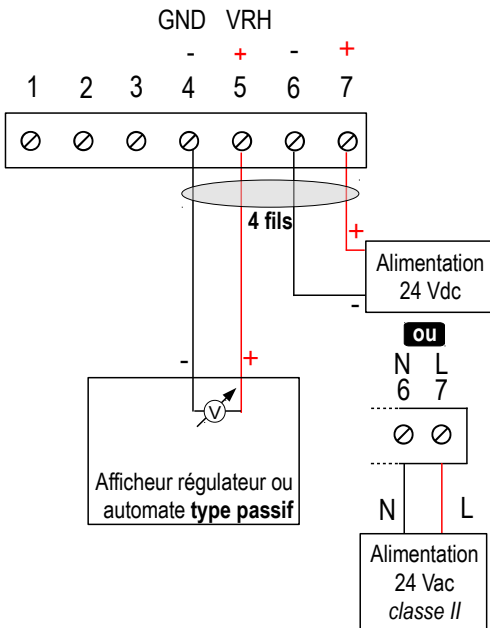 GND VRH
- + - +
1 2 3 4 5 6 7
4 fils
+
Alimentation
24 Vdc
-
ou
N L
6 7
- +
V
Afficheur régulateur ou
automate type passif
N L
Alimentation
24 Vac
classe II